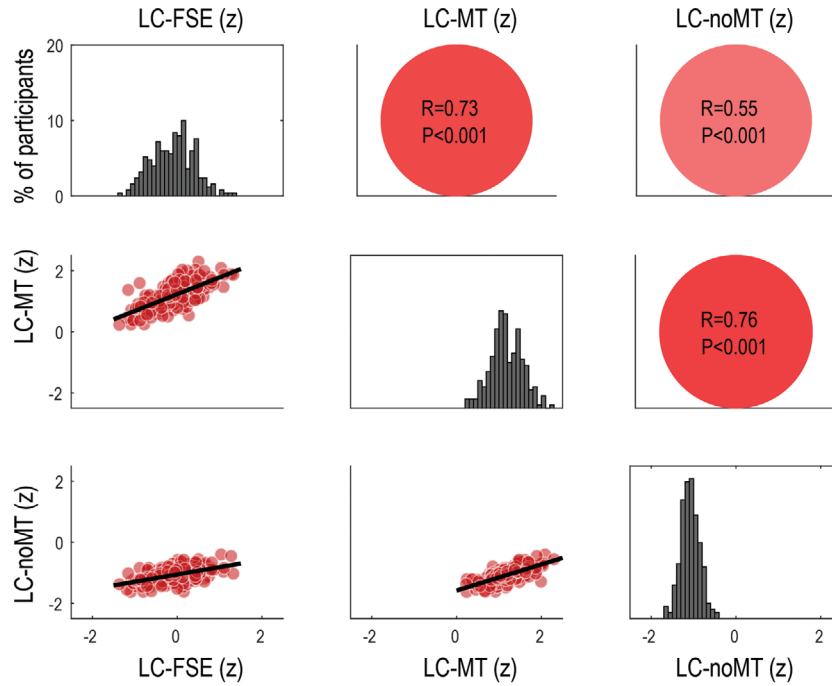 LC-FSE (z)
LC-MT (z)
LC-noMT (z)
% of participants
20
10
0
R=0.73
P<0.001
R=0.55
P<0.001
LC-MT (z)
2
0
-2
R=0.76
P<0.001
LC-noMT (z)
2
0
-2
-2
0
2
-2
0
2
-2
0
2
LC-FSE (z)
LC-MT (z)
LC-noMT (z)